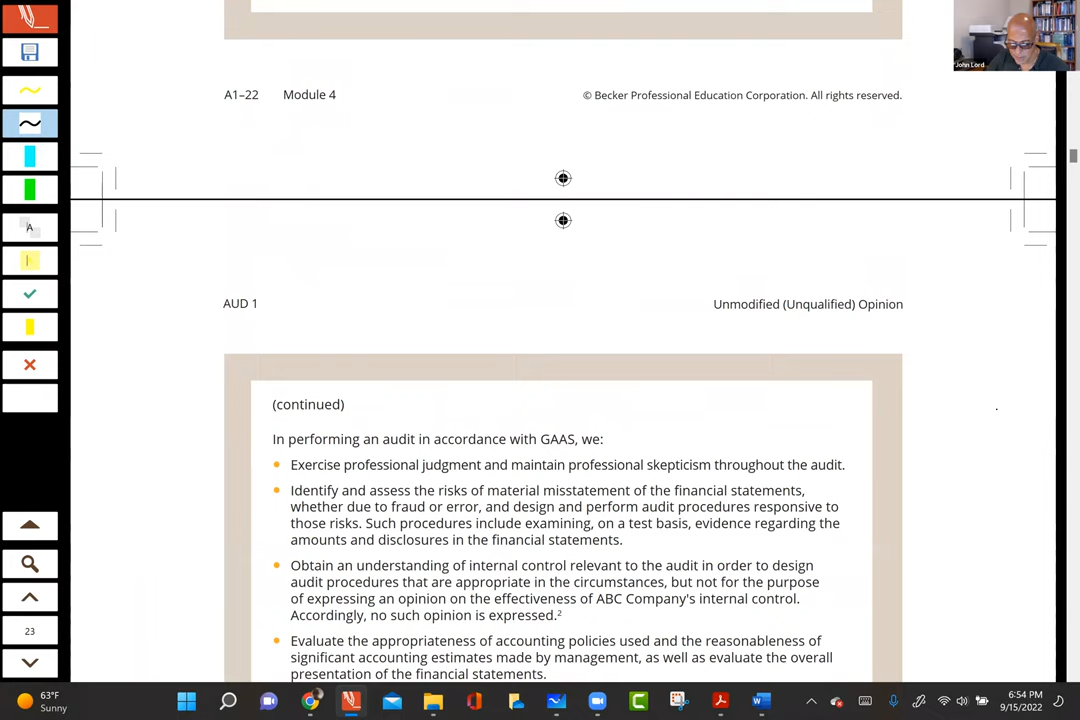 John Lord
A1–22 Module 4 © Becker Professional Education Corporation. All rights reserved.
AUD 1 Unmodified (Unqualified) Opinion
(continued)
In performing an audit in accordance with GAAS, we:
Exercise professional judgment and maintain professional skepticism throughout the audit.
Identify and assess the risks of material misstatement of the financial statements,
whether due to fraud or error, and design and perform audit procedures responsive to
those risks. Such procedures include examining, on a test basis, evidence regarding the
amounts and disclosures in the financial statements.
Obtain an understanding of internal control relevant to the audit in order to design
audit procedures that are appropriate in the circumstances, but not for the purpose
of expressing an opinion on the effectiveness of ABC Company's internal control.
Accordingly, no such opinion is expressed.²
Evaluate the appropriateness of accounting policies used and the reasonableness of
significant accounting estimates made by management, as well as evaluate the overall
presentation of the financial statements.
A
23
63°F
Sunny
6:54 PM
9/15/2022